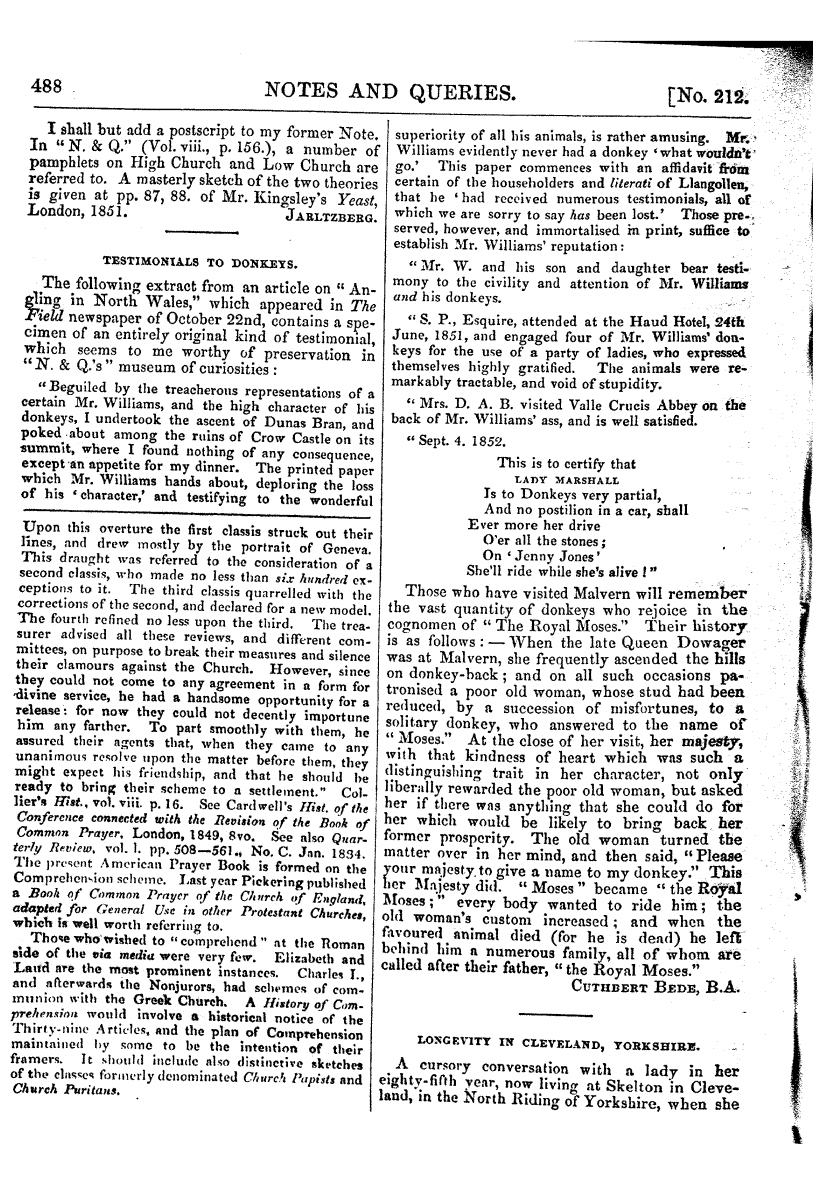 488
NOTES AND QUERIES.
[No. 212.
I shall but add a postscript to my former Note.
In "N. & Q." (Vol. viii., p. 156.), a number of
pamphlets on High Church and Low Church are
referred to. A masterly sketch of the two theories
is given at pp. 87, 88. of Mr. Kingsley's Yeast,
London, 1851. JARLTZBERG.
TESTIMONIALS TO DONKEYS.
The following extract from an article on "An-
gling in North Wales," which appeared in The
Field newspaper of October 22nd, contains a spe-
cimen of an entirely original kind of testimonial,
which seems to me worthy of preservation in
"N. & Q.'s" museum of curiosities:
"Beguiled by the treacherous representations of a
certain Mr. Williams, and the high character of his
donkeys, I undertook the ascent of Dunas Bran, and
poked about among the ruins of Crow Castle on its
summit, where I found nothing of any consequence,
except an appetite for my dinner. The printed paper
which Mr. Williams hands about, deploring the loss
of his 'character,' and testifying to the wonderful
Upon this overture the first classis struck out their
lines, and drew mostly by the portrait of Geneva.
This draught was referred to the consideration of a
second classis, who made no less than six hundred ex-
ceptions to it. The third classis quarrelled with the
corrections of the second, and declared for a new model.
The fourth refined no less upon the third. The trea-
surer advised all these reviews, and different com-
mittees, on purpose to break their measures and silence
their clamours against the Church. However, since
they could not come to any agreement in a form for
divine service, he had a handsome opportunity for a
release: for now they could not decently importune
him any farther. To part smoothly with them, he
assured their agents that, when they came to any
unanimous resolve upon the matter before them, they
might expect his friendship, and that he should be
ready to bring their scheme to a settlement." Col-
lier's Hist., vol. viii. p. 16. See Cardwell's Hist. of the
Conference connected with the Revision of the Book of
Common Prayer, London, 1849, 8vo. See also Quar-
terly Review, vol. l. pp. 508—561., No. C. Jan. 1834.
The present American Prayer Book is formed on the
Comprehension scheme. Last year Pickering published
a Book of Common Prayer of the Church of England,
adapted for General Use in other Protestant Churches,
which is well worth referring to.
Those who wished to "comprehend" at the Roman
side of the via media were very few. Elizabeth and
Laud are the most prominent instances. Charles I.,
and afterwards the Nonjurors, had schemes of com-
munion with the Greek Church. A History of Com-
prehension would involve a historical notice of the
Thirty-nine Articles, and the plan of Comprehension
maintained by some to be the intention of their
framers. It should include also distinctive sketches
of the classes formerly denominated Church Papists and
Church Puritans.
superiority of all his animals, is rather amusing. Mr.
Williams evidently never had a donkey 'what wouldn't
go.' This paper commences with an affidavit from
certain of the householders and literati of Llangollen,
that he 'had received numerous testimonials, all of
which we are sorry to say has been lost.' Those pre-
served, however, and immortalised in print, suffice to
establish Mr. Williams' reputation:
"Mr. W. and his son and daughter bear testi-
mony to the civility and attention of Mr. Williams
and his donkeys.
"S. P., Esquire, attended at the Haud Hotel, 24th
June, 1851, and engaged four of Mr. Williams' don-
keys for the use of a party of ladies, who expressed
themselves highly gratified. The animals were re-
markably tractable, and void of stupidity.
"Mrs. D. A. B. visited Valle Crucis Abbey on the
back of Mr. Williams' ass, and is well satisfied.
"Sept. 4. 1852.
This is to certify that
LADY MARSHALL
Is to Donkeys very partial,
And no postilion in a car, shall
Ever more her drive
O'er all the stones;
On 'Jenny Jones'
She'll ride while she's alive!"
Those who have visited Malvern will remember
the vast quantity of donkeys who rejoice in the
cognomen of "The Royal Moses." Their history
is as follows:—When the late Queen Dowager
was at Malvern, she frequently ascended the hills
on donkey-back; and on all such occasions pa-
tronised a poor old woman, whose stud had been
reduced, by a succession of misfortunes, to a
solitary donkey, who answered to the name of
"Moses." At the close of her visit, her majesty,
with that kindness of heart which was such a
distinguishing trait in her character, not only
liberally rewarded the poor old woman, but asked
her if there was anything that she could do for
her which would be likely to bring back her
former prosperity. The old woman turned the
matter over in her mind, and then said, "Please
your majesty, to give a name to my donkey." This
her Majesty did. "Moses" became "the Royal
Moses;" every body wanted to ride him; the
old woman's custom increased; and when the
favoured animal died (for he is dead) he left
behind him a numerous family, all of whom are
called after their father, "the Royal Moses."
CUTHBERT BEDE, B.A.
LONGEVITY IN CLEVELAND, YORKSHIRE.
A cursory conversation with a lady in her
eighty-fifth year, now living at Skelton in Cleve-
land, in the North Riding of Yorkshire, when she